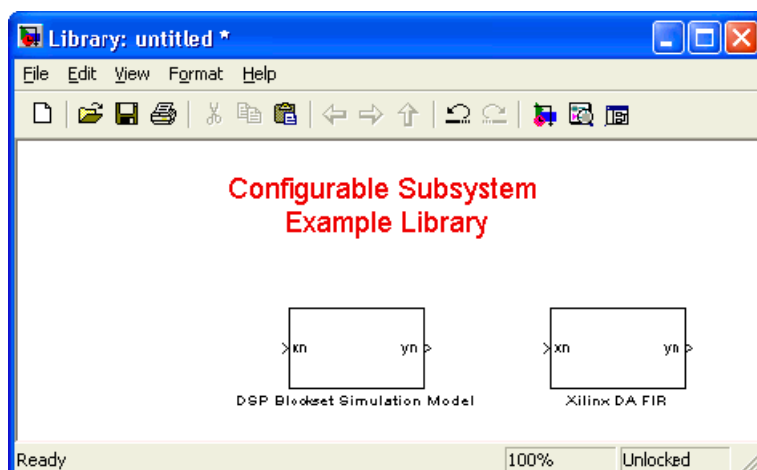 Library: untitled *
File Edit View Format Help
Configurable Subsystem
Example Library
xn yn xn yn
DSP Blockset Simulation Model Xilinx DA FIR
Ready 100% Unlocked